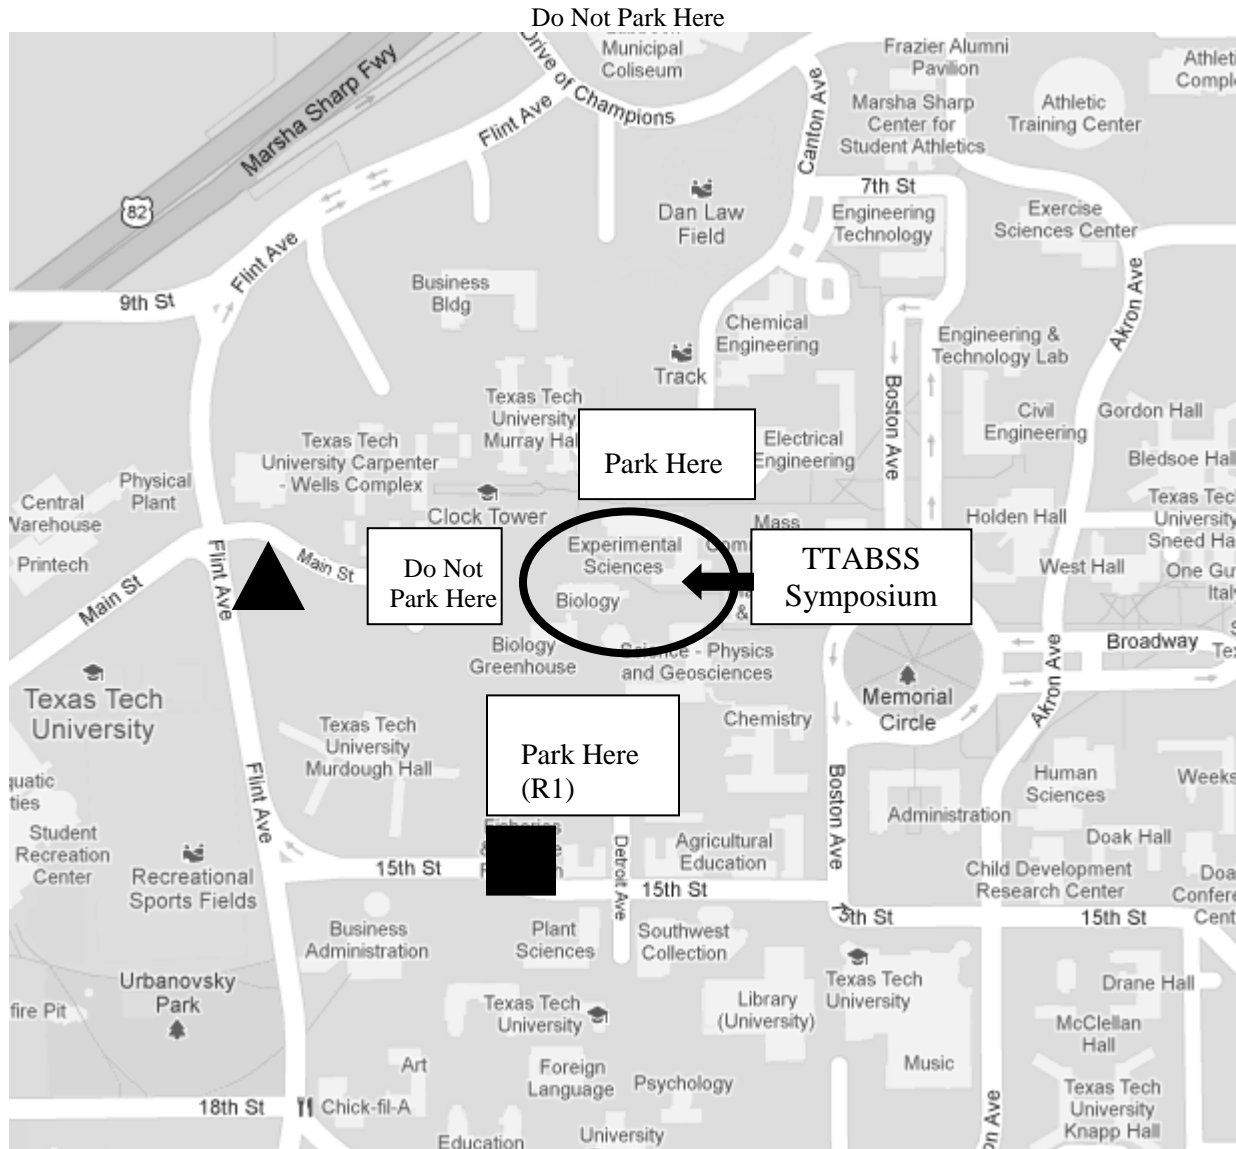 Do Not Park Here
Drive of Champions
Municipal
Coliseum
Frazier Alumni
Pavilion
Marsha Sharp Fwy
Flint Ave
Canton Ave
Marsha Sharp
Center for
Student Athletics
Athletic
Training Center
82
7th St
Dan Law
Field
Engineering
Technology
Exercise
Sciences Center
Flint Ave
9th St
Business
Bldg
Akron Ave
Chemical
Engineering
Engineering &
Technology Lab
Track
Boston Ave
Texas Tech
University
Murray Hall
Civil
Engineering
Gordon Hall
Texas Tech
University Carpenter
- Wells Complex
Park Here
Electrical
Engineering
Bledsoe Hall
Physical
Plant
Central
Warehouse
Clock Tower
Mass
Holden Hall
Texas Tech
University
Sneed Hall
Printech
Flint Ave
Main St
Main St
Do Not
Park Here
Experimental
Sciences
Biology
TTABSS
Symposium
West Hall
Biology
Greenhouse
Science - Physics
and Geosciences
Broadway
Akron Ave
Texas Tech
University
Memorial
Circle
Texas Tech
University
Murdough Hall
Chemistry
Park Here
(R1)
Flint Ave
Boston Ave
Human
Sciences
Administration
Student
Recreation
Center
Recreational
Sports Fields
Detroit Ave
Agricultural
Education
Doak Hall
15th St
15th St
Child Development
Research Center
15th St
15th St
Business
Administration
Plant
Sciences
Southwest
Collection
Urbanovsky
Park
Texas Tech
University
Drane Hall
Texas Tech
University
Library
(University)
McClellan
Hall
Art
Foreign
Language
Psychology
Music
18th St
Chick-fil-A
Texas Tech
University
Knapp Hall
Education
University